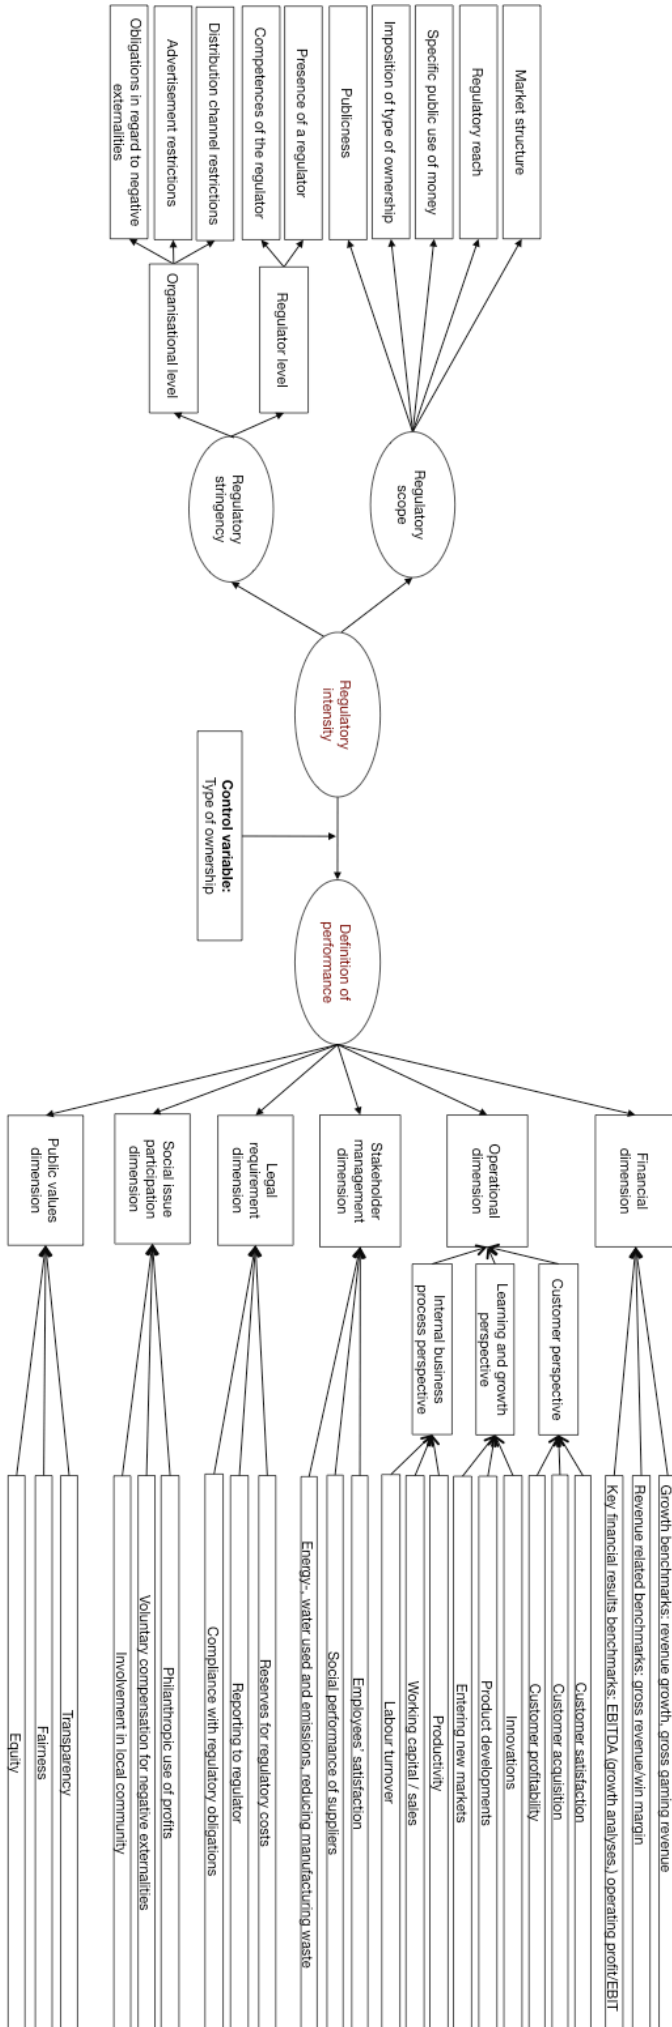 Market structure
Regulatory reach
Specific public use of money
Imposition of type of ownership
Publicness
Presence of a regulator
Competences of the regulator
Distribution channel restrictions
Advertisement restrictions
Obligations in regard to negative
externalities
Regulator level
Organisational level
Regulatory
scope
Regulatory
stringency
Regulatory
intensity
Control variable:
Type of ownership
Definition of
performance
Financial
dimension
Operational
dimension
Stakeholder
management
dimension
Legal
requirement
dimension
Social issue
participation
dimension
Public values
dimension
Customer perspective
Learning and growth
perspective
Internal business
process perspective
Growth benchmarks: revenue growth, gross gaming revenue
Revenue related benchmarks: gross revenue/win margin
Key financial results benchmarks: EBITDA (growth analyses,) operating profit/EBIT
Customer satisfaction
Customer acquisition
Customer profitability
Innovations
Product developments
Entering new markets
Productivity
Working capital / sales
Labour turnover
Employees' satisfaction
Social performance of suppliers
Energy-, water used and emissions, reducing manufacturing waste
Reserves for regulatory costs
Reporting to regulator
Compliance with regulatory obligations
Philanthropic use of profits
Voluntary compensation for negative externalities
Involvement in local community
Transparency
Fairness
Equity